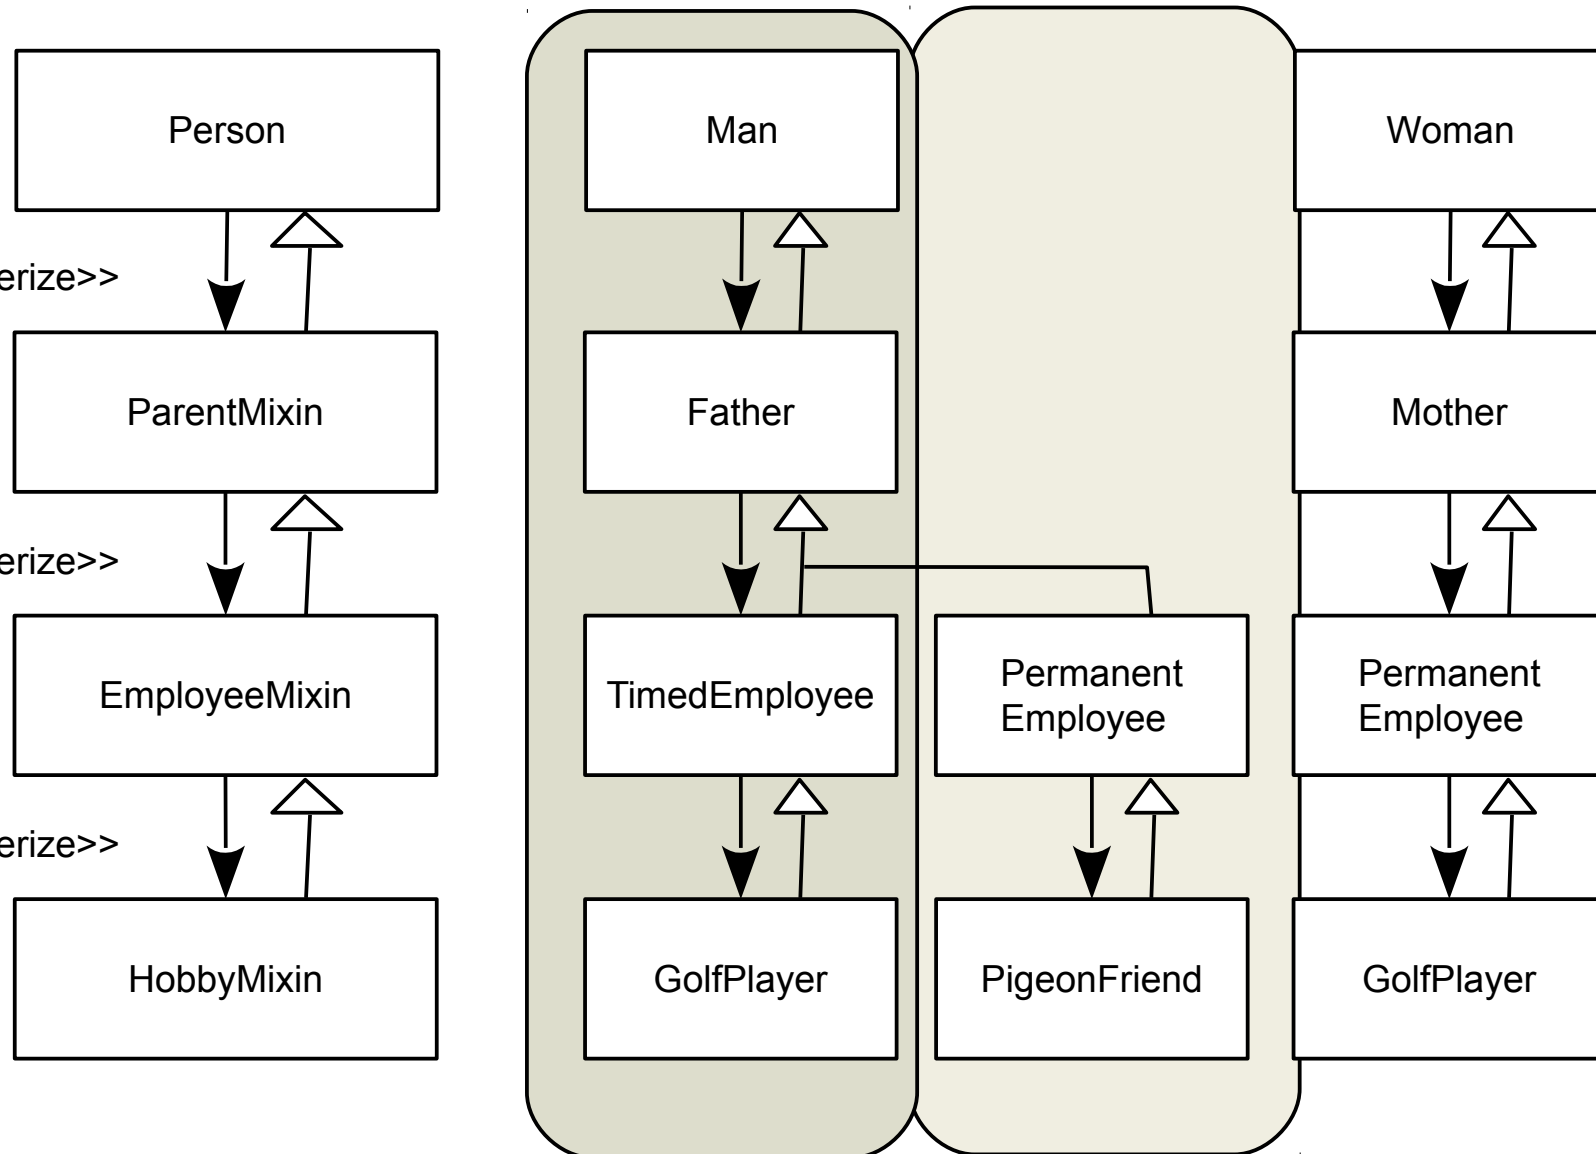 Person
Man
Woman
erize>>
ParentMixin
Father
Mother
erize>>
EmployeeMixin
TimedEmployee
Permanent
Employee
Permanent
Employee
erize>>
HobbyMixin
GolfPlayer
PigeonFriend
GolfPlayer